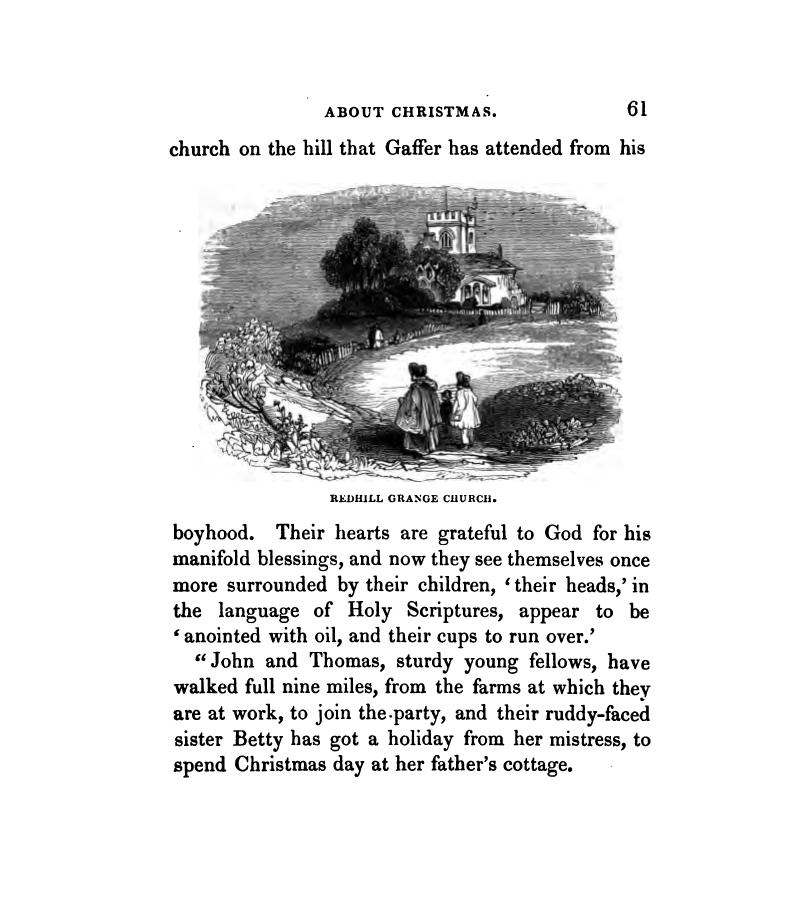 ABOUT CHRISTMAS. 61
church on the hill that Gaffer has attended from his
REDHILL GRANGE CHURCH.
boyhood. Their hearts are grateful to God for his
manifold blessings, and now they see themselves once
more surrounded by their children, ‘their heads,’ in
the language of Holy Scriptures, appear to be
‘anointed with oil, and their cups to run over.’
“John and Thomas, sturdy young fellows, have
walked full nine miles, from the farms at which they
are at work, to join the party, and their ruddy-faced
sister Betty has got a holiday from her mistress, to
spend Christmas day at her father’s cottage.